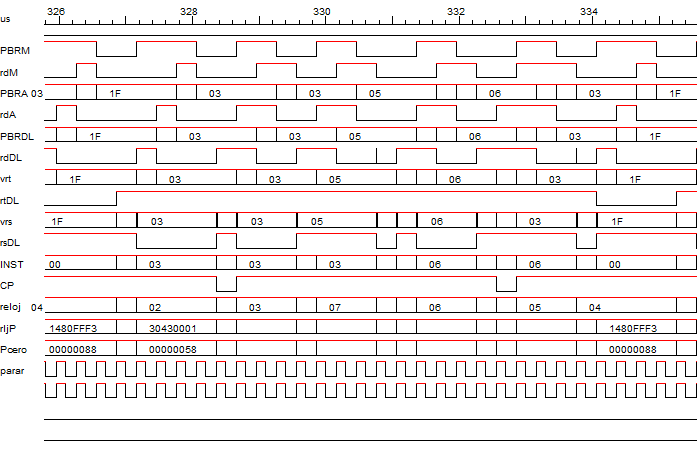 326 328 330 332 334
us
PBRM
rdM
PBRA 03 1F 03 03 05 06 03 1F
rdA
PBRDL 1F 03 03 05 06 03 1F
rdDL
vrt 1F 03 03 05 06 03 1F
rtDL
vrs 1F 03 03 05 06 03 1F
rsDL
INST 00 03 03 03 06 06 00
CP
reloj 04 02 03 07 06 05 04
rIjP 1480FFF3 30430001 1480FFF3
Pcero 00000088 00000058 00000088
parar